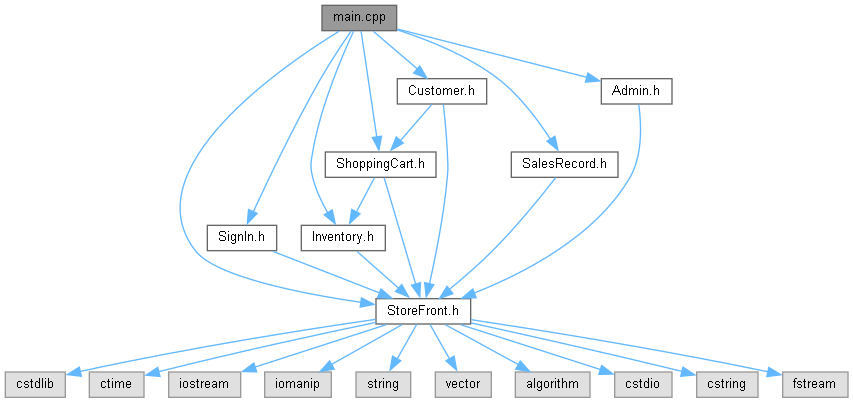 main.cpp
Customer.h
Admin.h
ShoppingCart.h
SalesRecord.h
SignIn.h
Inventory.h
StoreFront.h
cstdlib
ctime
iostream
iomanip
string
vector
algorithm
cstdio
cstring
fstream